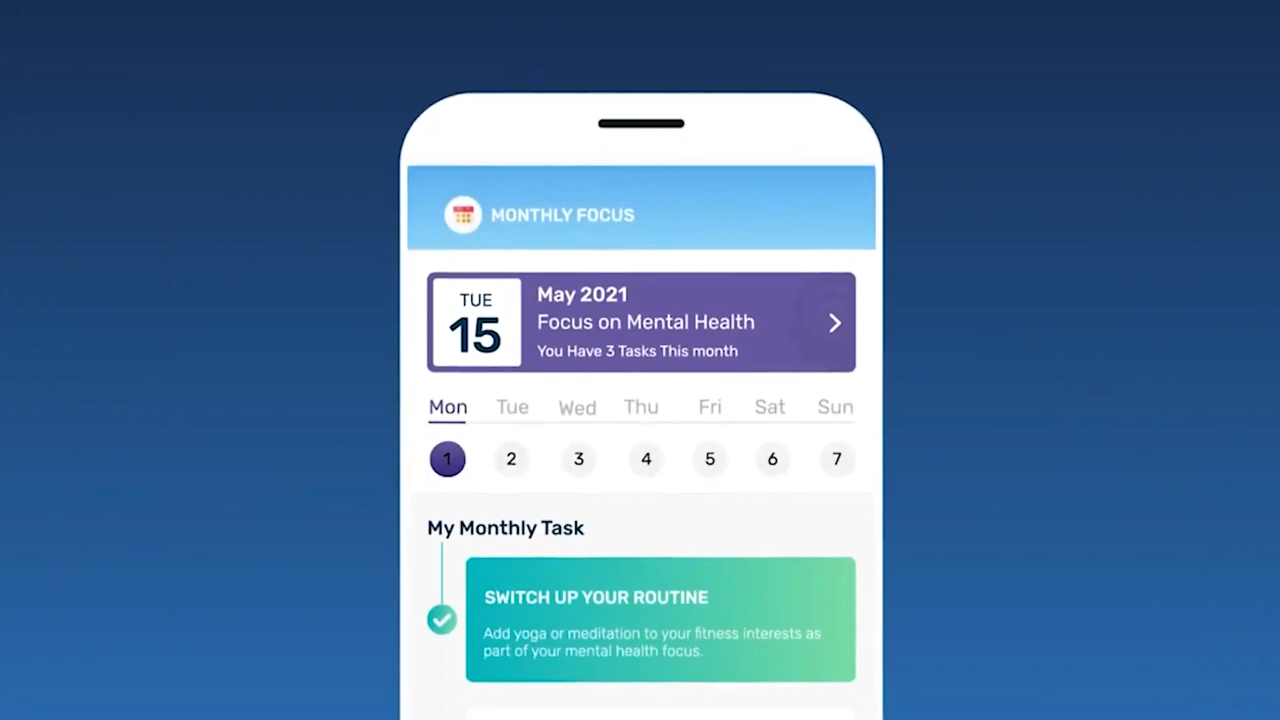 MONTHLY FOCUS
TUE
15
May 2021
Focus on Mental Health
You Have 3 Tasks This month
Mon Tue Wed Thu Fri Sat Sun
1 2 3 4 5 6 7
My Monthly Task
SWITCH UP YOUR ROUTINE
Add yoga or meditation to your fitness interests as
part of your mental health focus.